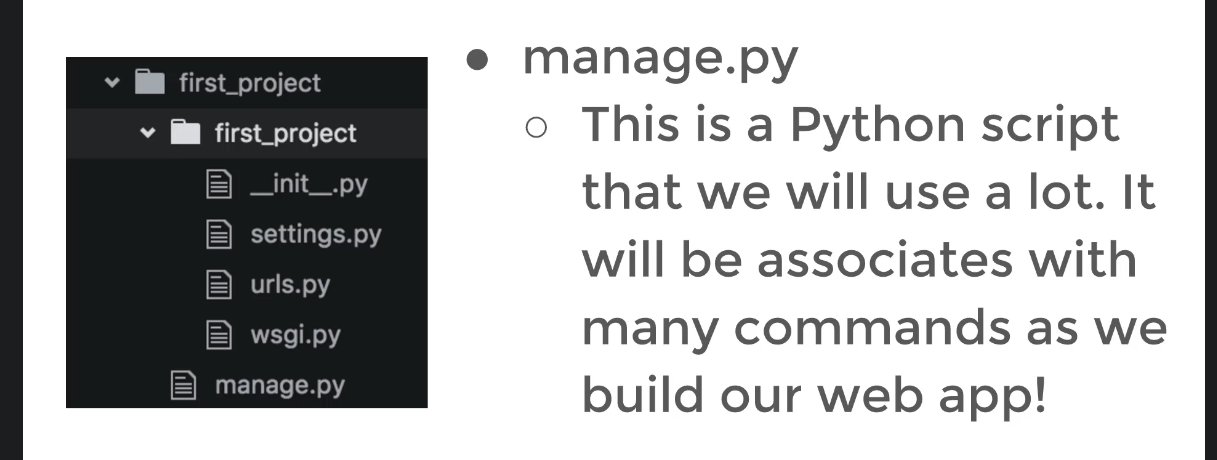 first_project
first_project
__init__.py
settings.py
urls.py
wsgi.py
manage.py
● manage.py
○ This is a Python script
that we will use a lot. It
will be associates with
many commands as we
build our web app!